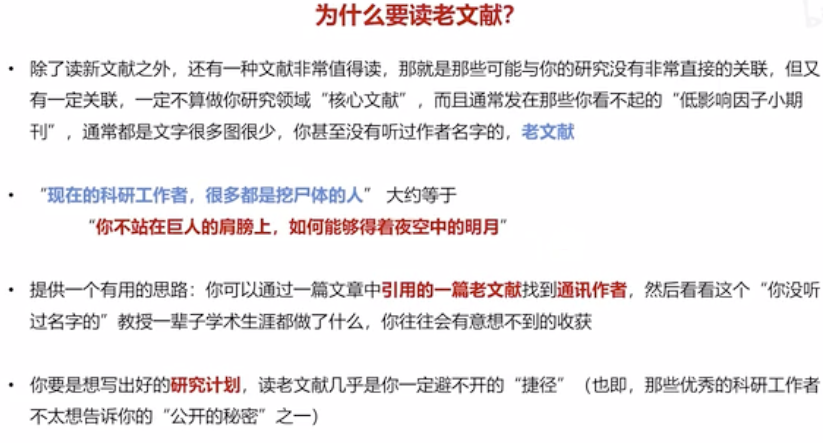 为什么要读老文献？
• 除了读新文献之外，还有一种文献非常值得读，那就是那些可能与你的研究没有非常直接的关联，但又
有一定关联，一定不算做你研究领域“核心文献”，而且通常发在那些你看不起的“低影响因子小期
刊”，通常都是文字很多图很少，你甚至没有听过作者名字的，老文献
• “现在的科研工作者，很多都是挖尸体的人” 大约等于
“你不站在巨人的肩膀上，如何能够得着夜空中的明月”
• 提供一个有用的思路：你可以通过一篇文章中引用的一篇老文献找到通讯作者，然后看看这个“你没听
过名字的”教授一辈子学术生涯都做了什么，你往往会有意想不到的收获
• 你要是想写出好的研究计划，读老文献几乎是你一定避不开的“捷径”（也即，那些优秀的科研工作者
不太想告诉你的“公开的秘密”之一）